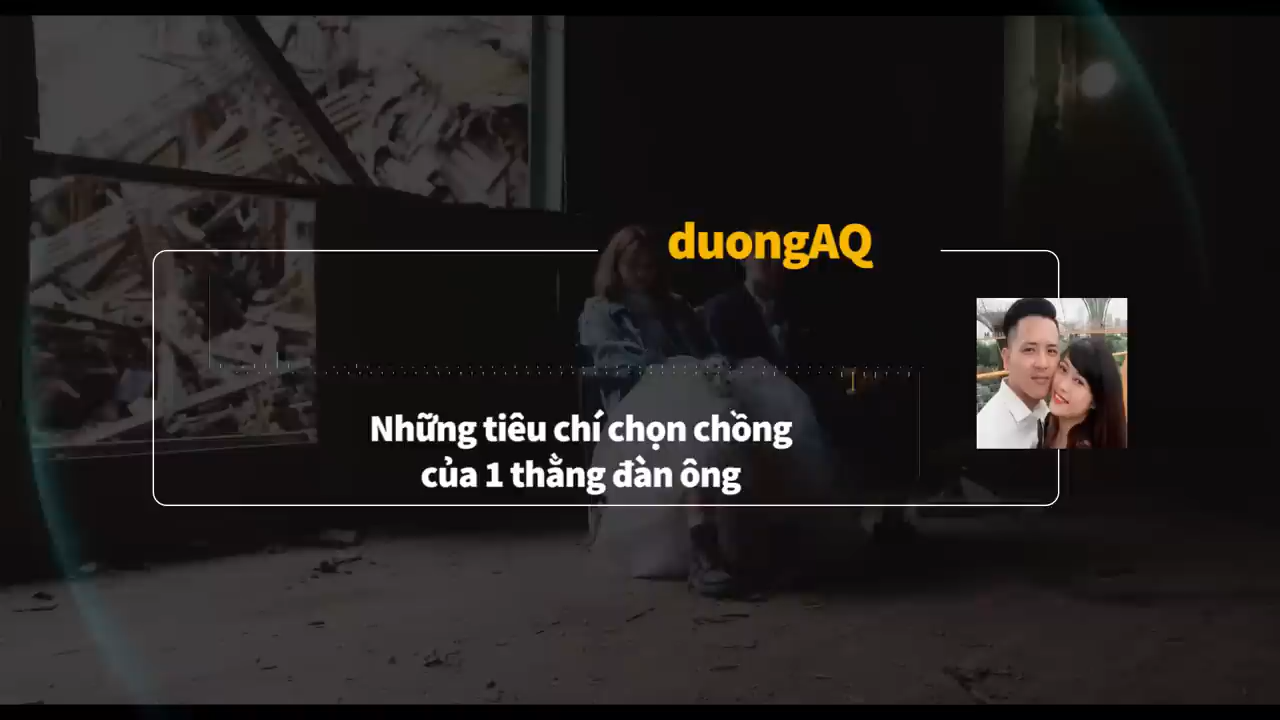 duongAQ
Những tiêu chí chọn chồng
của 1 thằng đàn ông